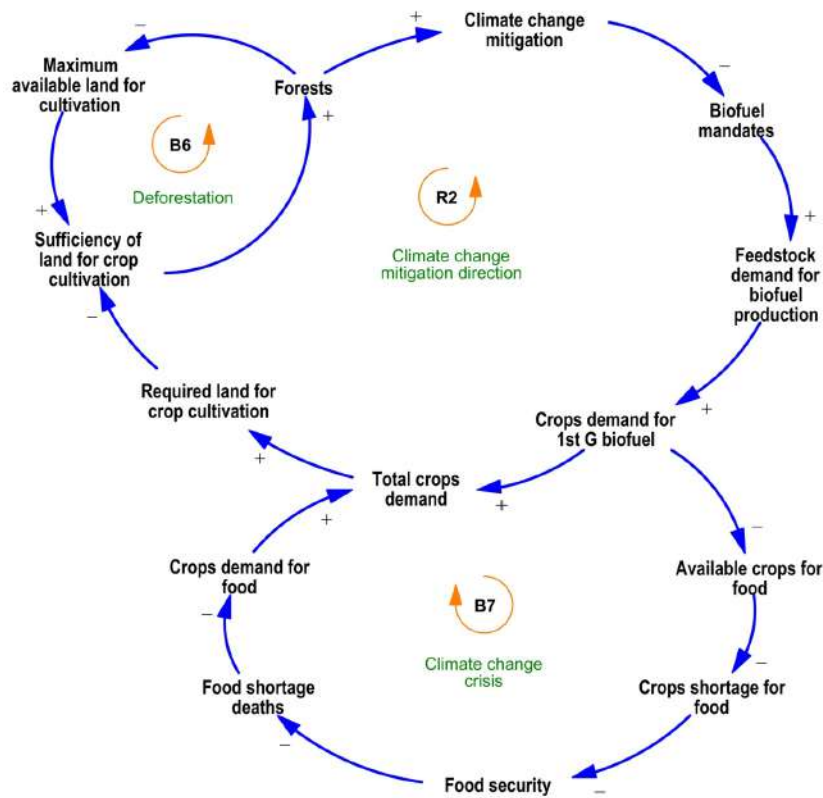 Climate change
mitigation
+
−
−
Maximum
available land for
cultivation
Forests
+
Biofuel
mandates
B6
Deforestation
R2
Climate change
mitigation direction
+
+
Sufficiency of
land for crop
cultivation
Feedstock
demand for
biofuel
production
−
Required land for
crop cultivation
+
Crops demand for
1st G biofuel
+
Total crops
demand
+
+
−
Crops demand for
food
Available crops for
food
−
B7
Climate change
crisis
−
Food shortage
deaths
Crops shortage for
food
−
Food security
−